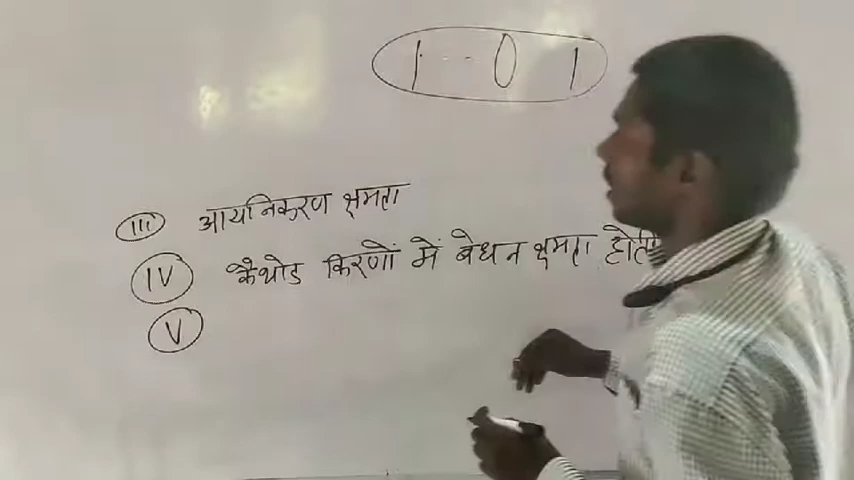 1 -- 0 1
(III) आयनिकरण क्षमता
(IV) कैथोड किरणों में बेधन क्षमता होती
(V)